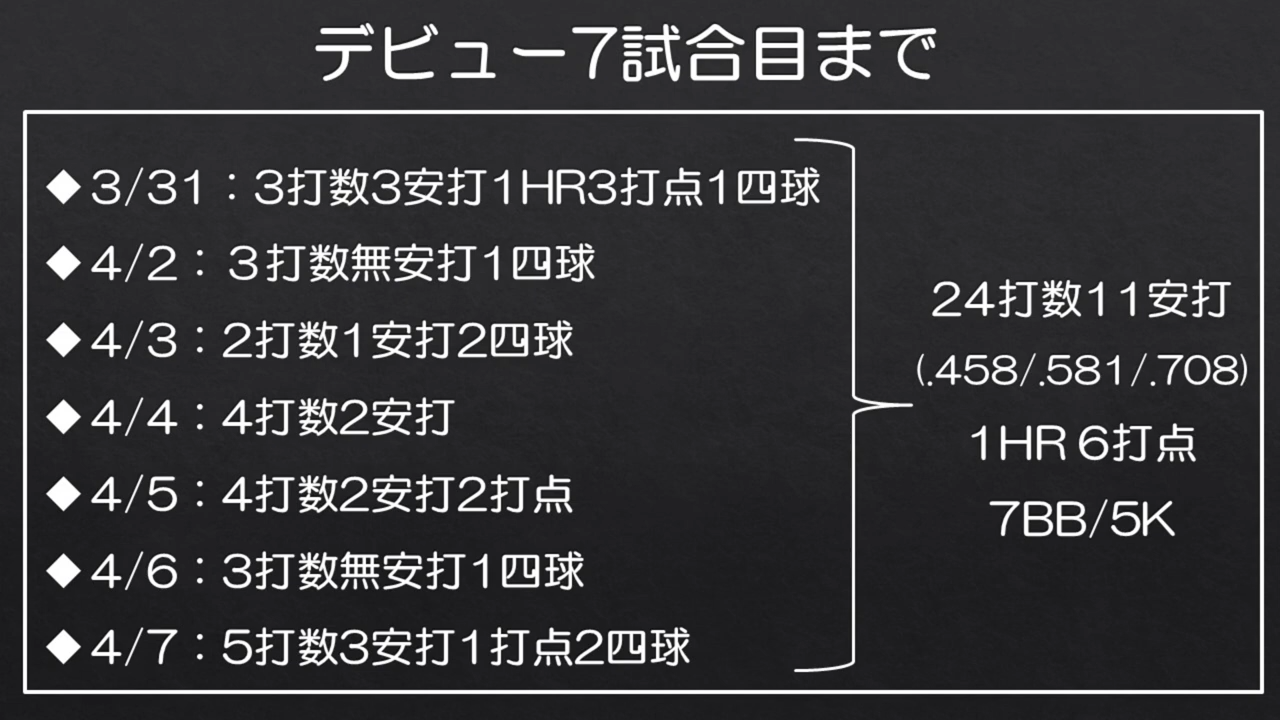 デビュー7試合目まで
◆3/31：3打数3安打1HR3打点1四球
◆4/2：３打数無安打1四球
◆4/3：2打数1安打2四球
◆4/4：4打数2安打
◆4/5：4打数2安打2打点
◆4/6：3打数無安打1四球
◆4/7：5打数3安打1打点2四球
24打数11安打
(.458/.581/.708)
1HR 6打点
7BB/5K